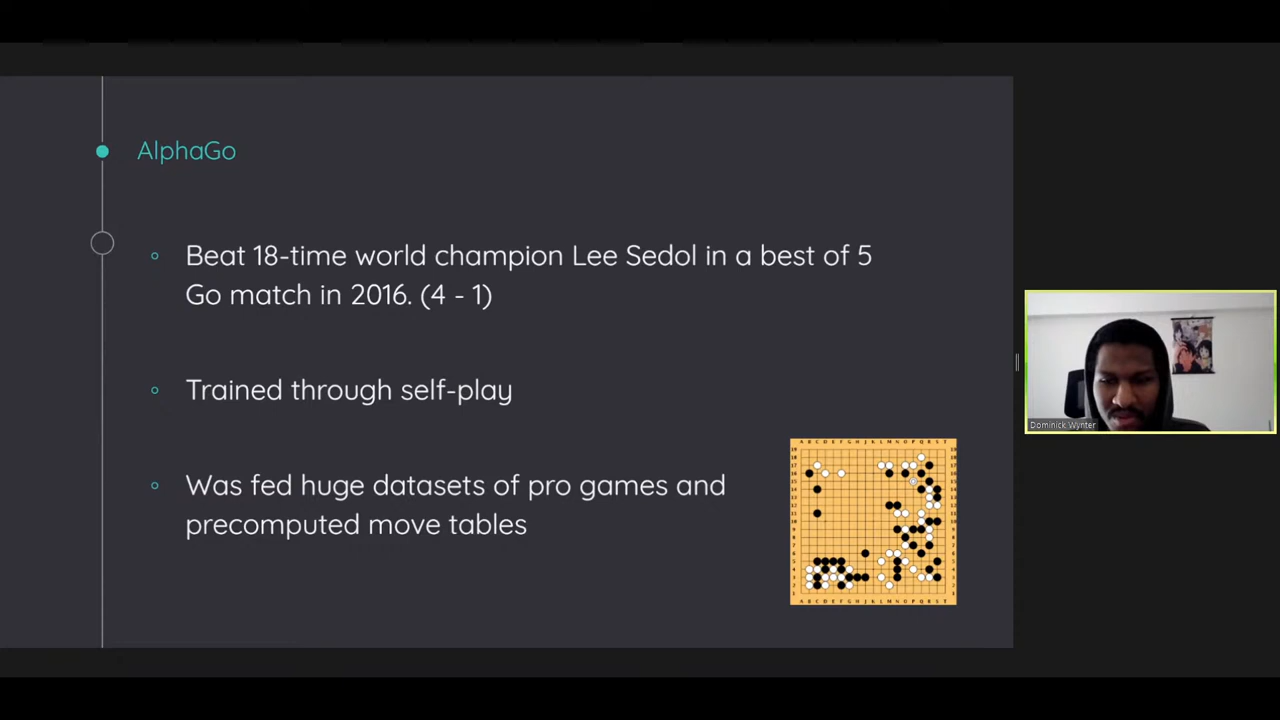 AlphaGo
Beat 18-time world champion Lee Sedol in a best of 5
Go match in 2016. (4 - 1)
Trained through self-play
Was fed huge datasets of pro games and
precomputed move tables
Dominick Wynter